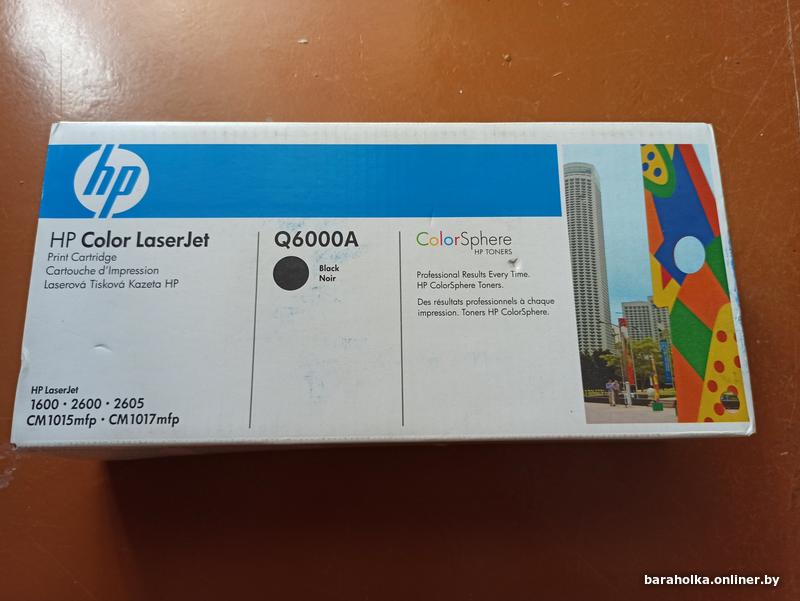 hp
HP Color LaserJet
Print Cartridge
Cartouche d'Impression
Laserová Tisková Kazeta HP
HP LaserJet
1600 • 2600 • 2605
CM1015mfp • CM1017mfp
Q6000A
Black
Noir
ColorSphere
HP TONERS
Professional Results Every Time.
HP ColorSphere Toners.
Des résultats professionnels à chaque
impression. Toners HP ColorSphere.
baraholka.onliner.by